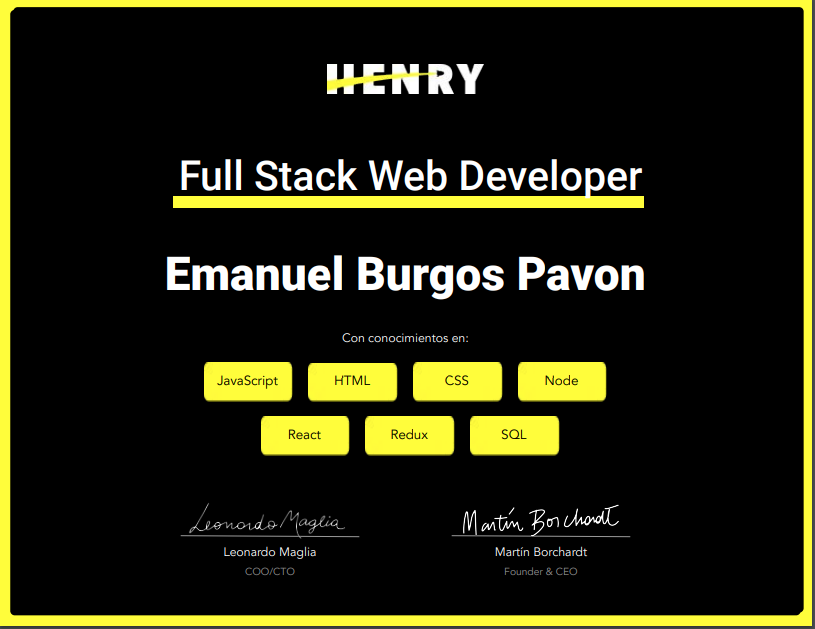 HENRY
Full Stack Web Developer
Emanuel Burgos Pavon
Con conocimientos en:
JavaScript HTML CSS Node
React Redux SQL
Leonardo Maglia Martín Borchardt
Leonardo Maglia Martín Borchardt
COO/CTO Founder & CEO